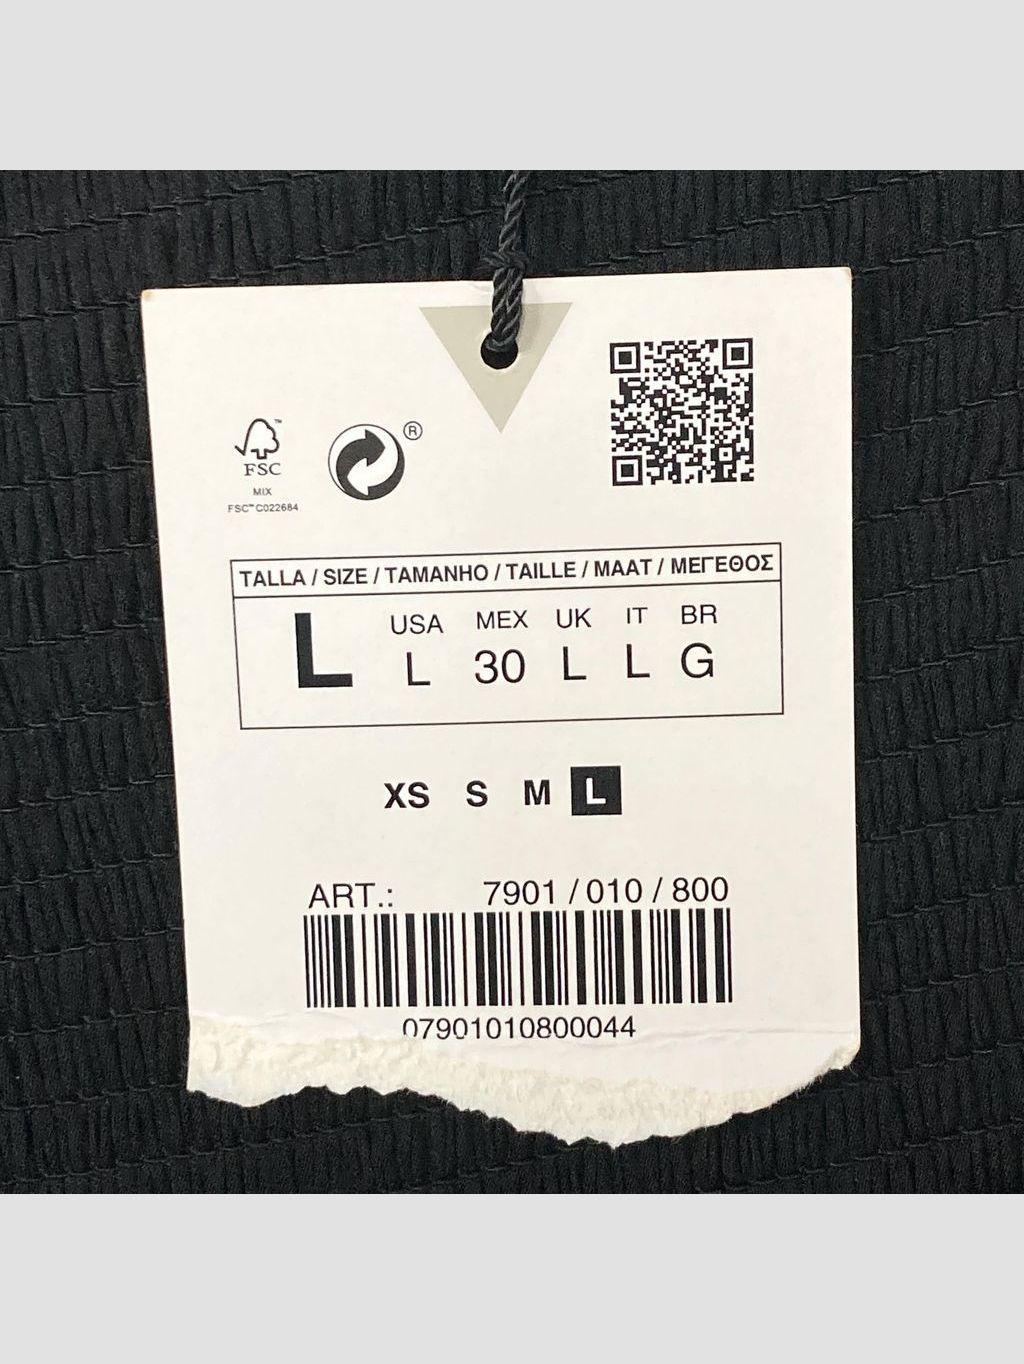 FSC™
MIX
FSC™ C022684
®
TALLA / SIZE / TAMANHO / TAILLE / MAAT / ΜΕΓΕΘΟΣ
L USA MEX UK IT BR
L 30 L L G
XS S M L
ART.: 7901 / 010 / 800
07901010800044